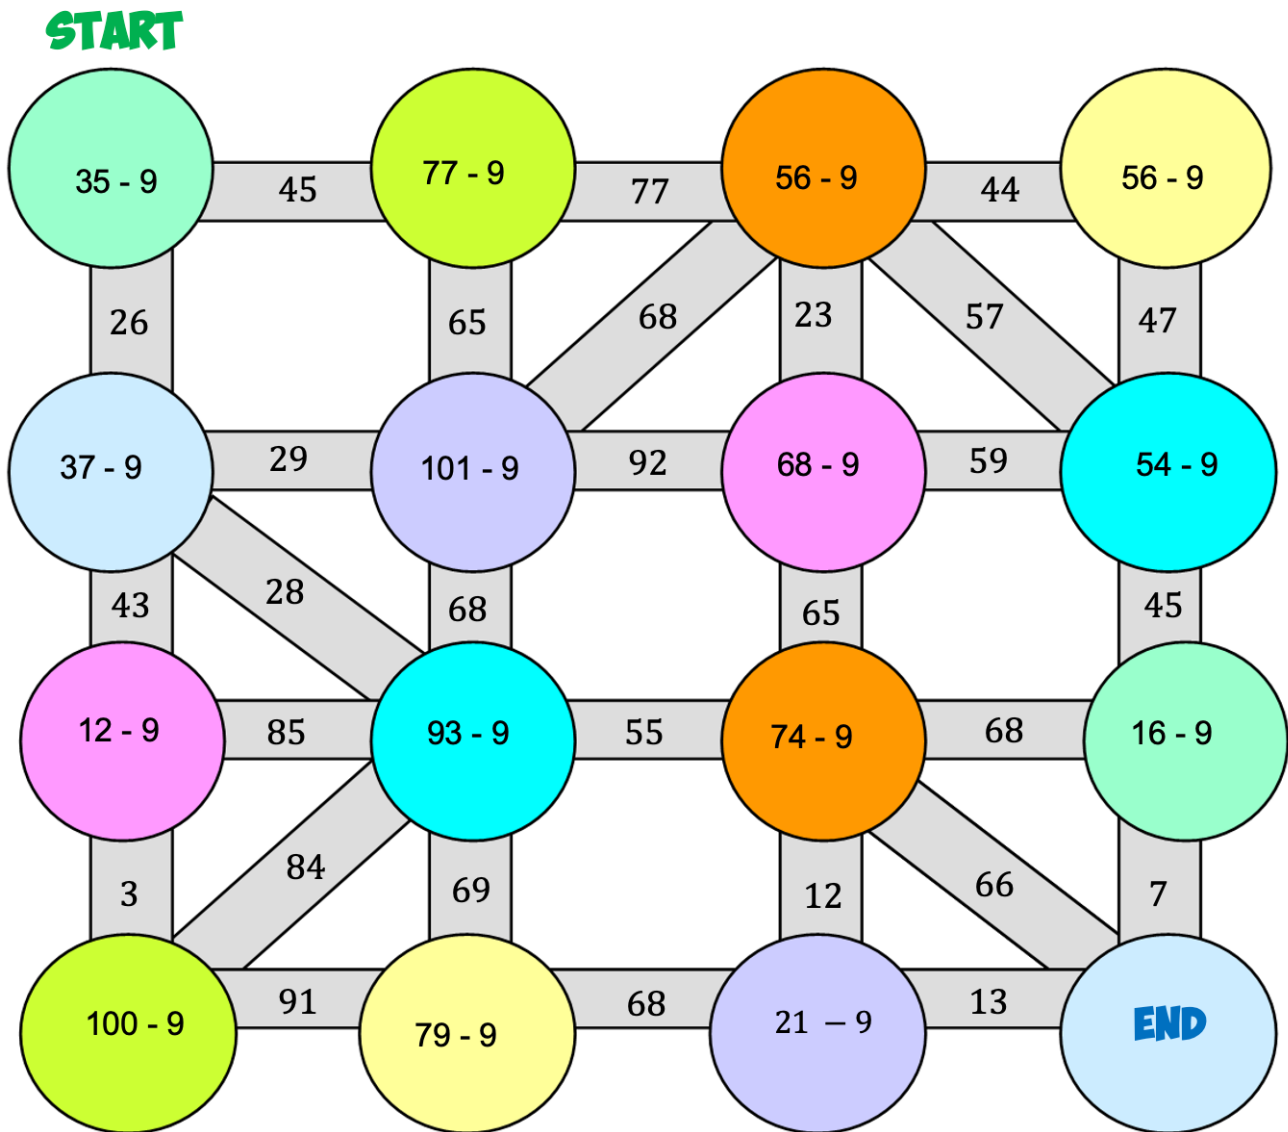 START
35 - 9 45 77 - 9 77 56 - 9 44 56 - 9
26 65 68 23 57 47
37 - 9 29 101 - 9 92 68 - 9 59 54 - 9
43 28 68 65 45
12 - 9 85 93 - 9 55 74 - 9 68 16 - 9
3 84 69 12 66 7
100 - 9 91 79 - 9 68 21 – 9 13 END